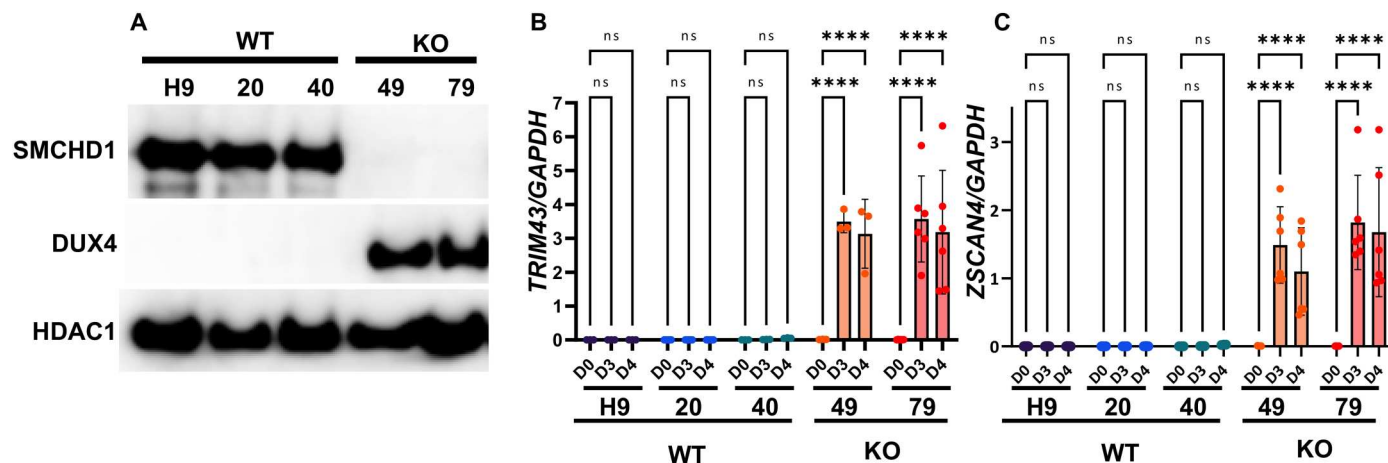 A
WT KO
H9 20 40 49 79
SMCHD1
DUX4
HDAC1
B
ns ns ns **** ****
ns ns ns **** ****
TRIM43/GAPDH
7
6
5
4
3
2
1
0
D0 D3 D4 D0 D3 D4 D0 D3 D4 D0 D3 D4 D0 D3 D4
H9 20 40 49 79
WT KO
C
ns ns ns **** ****
ns ns ns **** ****
ZSCAN4/GAPDH
3
2
1
0
D0 D3 D4 D0 D3 D4 D0 D3 D4 D0 D3 D4 D0 D3 D4
H9 20 40 49 79
WT KO